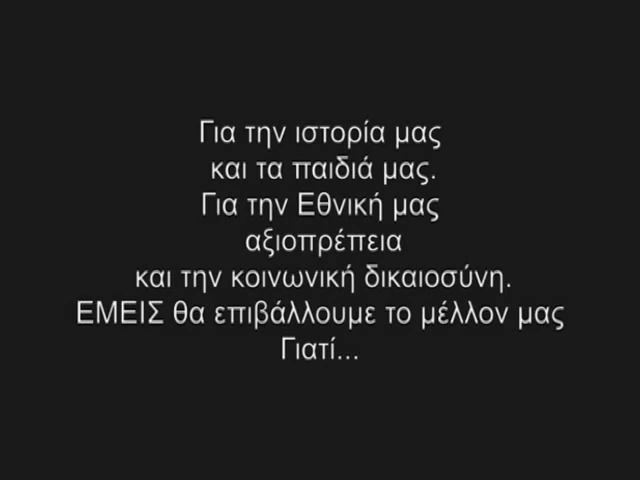 Για την ιστορία μας
και τα παιδιά μας.
Για την Εθνική μας
αξιοπρέπεια
και την κοινωνική δικαιοσύνη.
ΕΜΕΙΣ θα επιβάλλουμε το μέλλον μας
Γιατί...